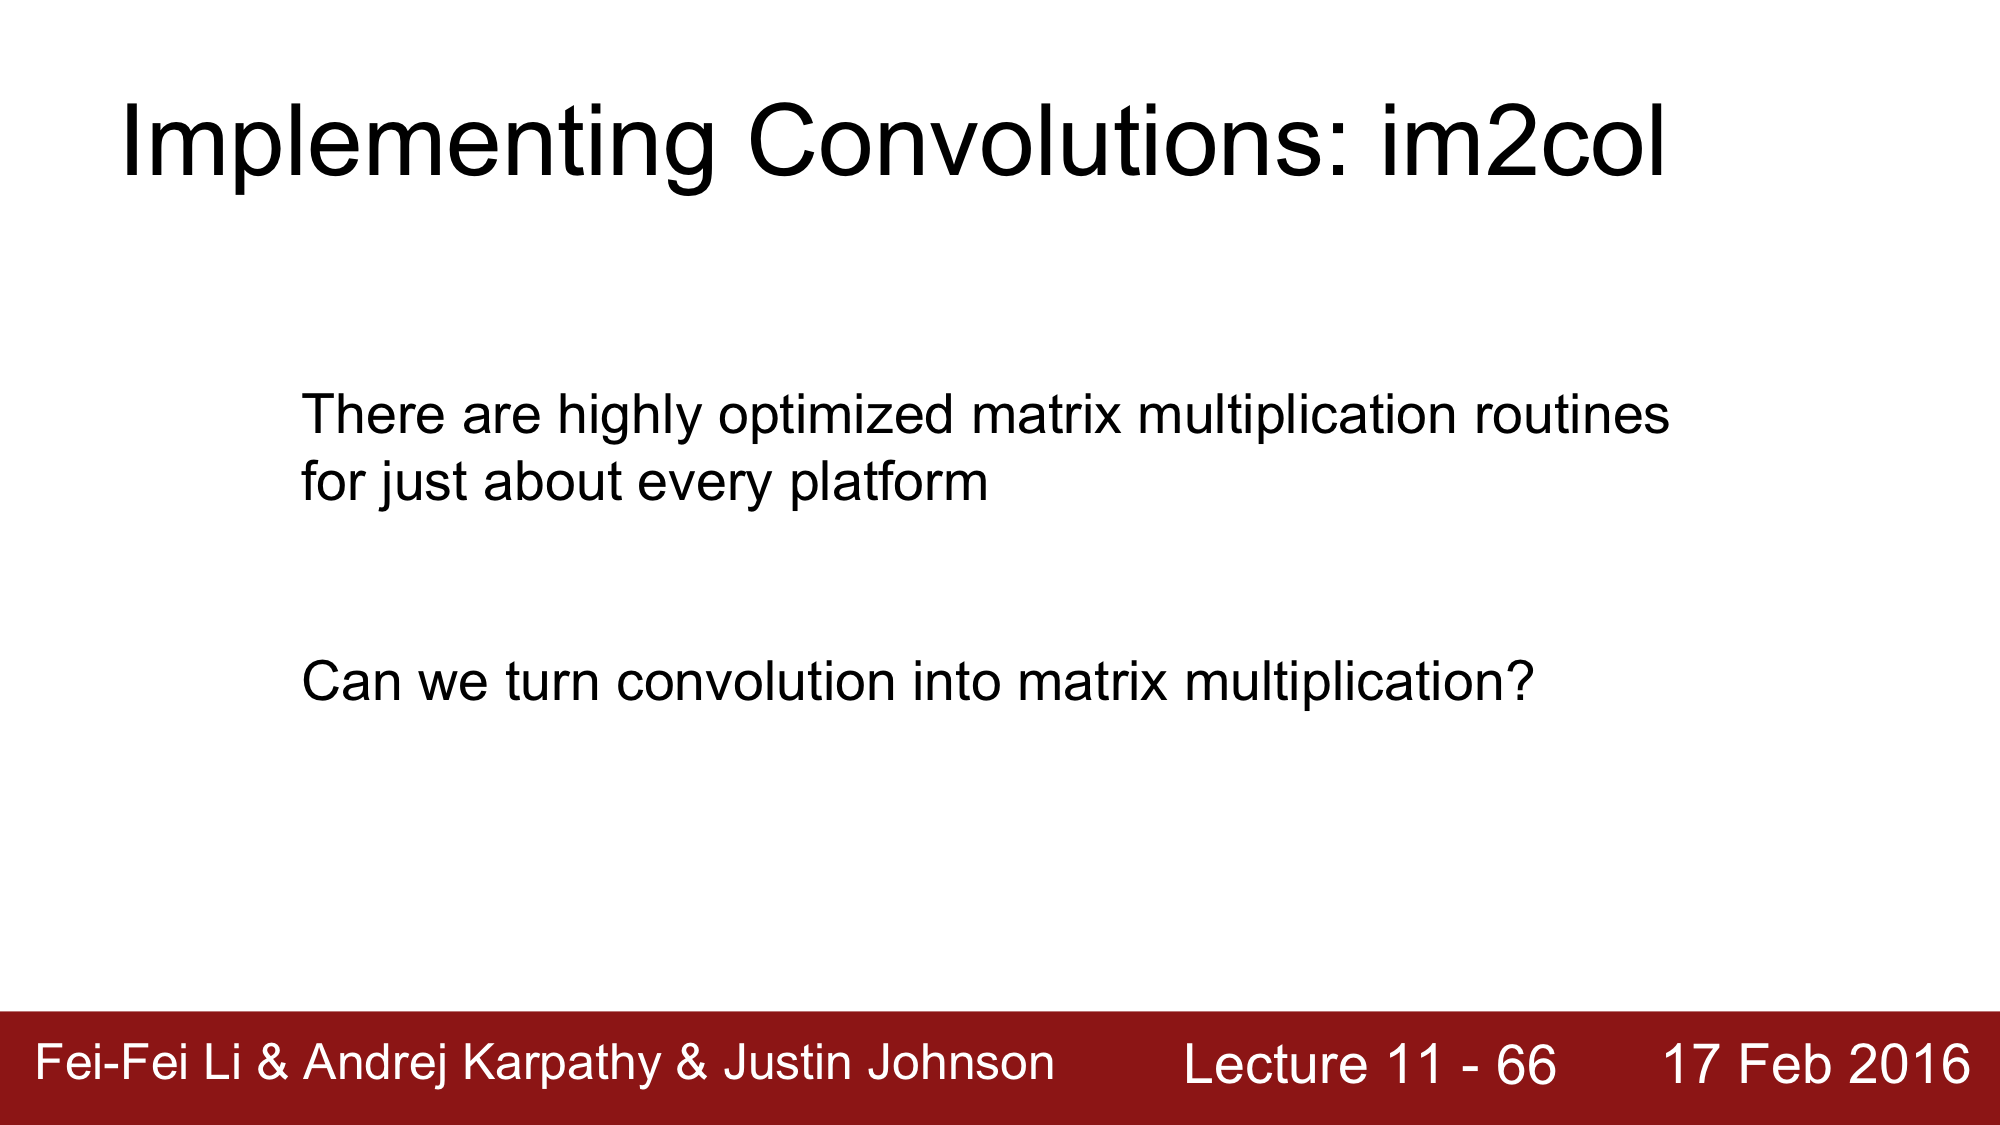 Implementing Convolutions: im2col
There are highly optimized matrix multiplication routines
for just about every platform
Can we turn convolution into matrix multiplication?
Fei-Fei Li & Andrej Karpathy & Justin Johnson
Lecture 11 - 66
17 Feb 2016